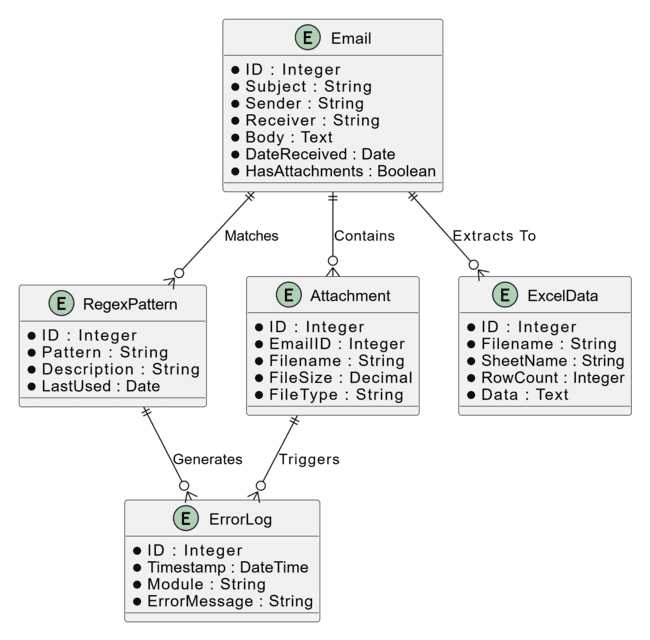 E Email
ID : Integer
Subject : String
Sender : String
Receiver : String
Body : Text
DateReceived : Date
HasAttachments : Boolean
Matches
Contains
Extracts To
E RegexPattern
ID : Integer
Pattern : String
Description : String
LastUsed : Date
E Attachment
ID : Integer
EmailID : Integer
Filename : String
FileSize : Decimal
FileType : String
E ExcelData
ID : Integer
Filename : String
SheetName : String
RowCount : Integer
Data : Text
Generates
Triggers
E ErrorLog
ID : Integer
Timestamp : DateTime
Module : String
ErrorMessage : String